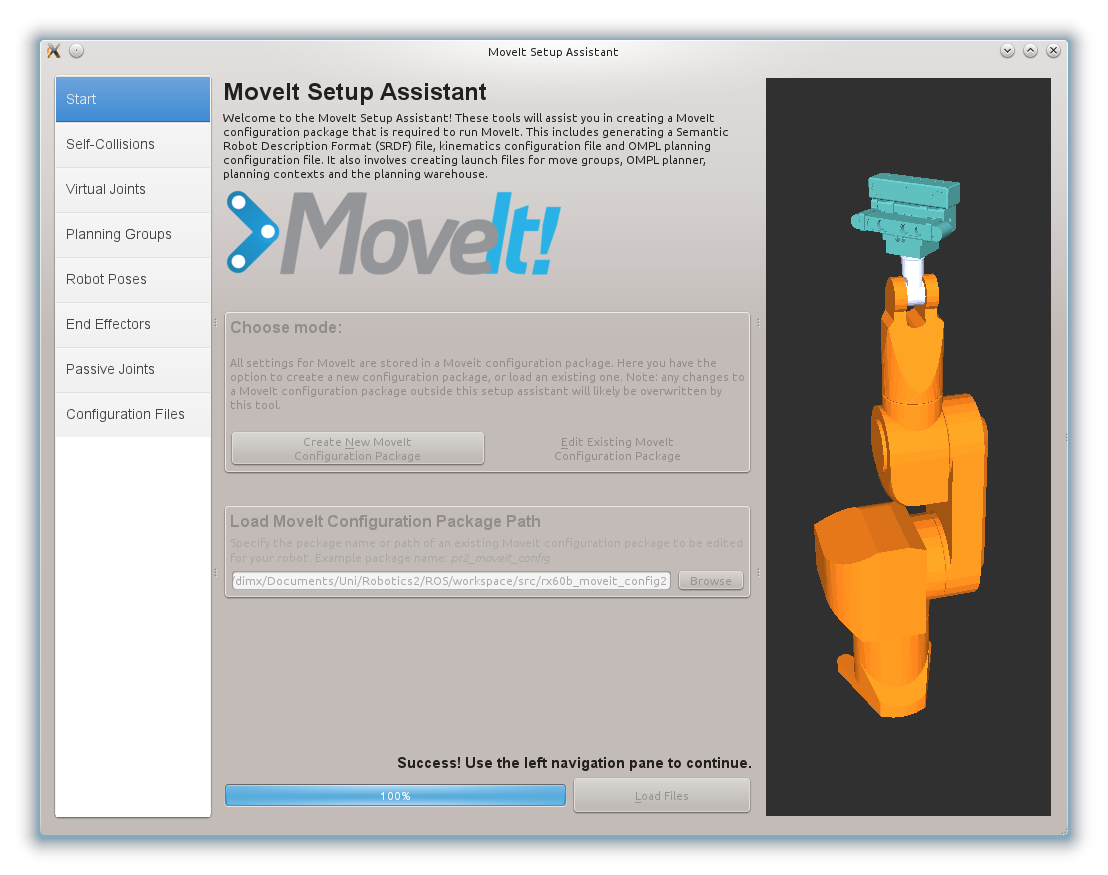 MoveIt Setup Assistant
Start
Self-Collisions
Virtual Joints
Planning Groups
Robot Poses
End Effectors
Passive Joints
Configuration Files
MoveIt Setup Assistant
Welcome to the MoveIt Setup Assistant! These tools will assist you in creating a MoveIt
configuration package that is required to run MoveIt. This includes generating a Semantic
Robot Description Format (SRDF) file, kinematics configuration file and OMPL planning
configuration file. It also involves creating launch files for move groups, OMPL planner,
planning contexts and the planning warehouse.
MoveIt!
Choose mode:
All settings for MoveIt are stored in a Moveit configuration package. Here you have the
option to create a new configuration package, or load an existing one. Note: any changes to
a MoveIt configuration package outside this setup assistant will likely be overwritten by
this tool.
Create New MoveIt
Configuration Package
Edit Existing MoveIt
Configuration Package
Load MoveIt Configuration Package Path
Specify the package name or path of an existing MoveIt configuration package to be edited
for your robot. Example package name: pr2_moveit_config
/dimx/Documents/Uni/Robotics2/ROS/workspace/src/rx60b_moveit_config2
Browse
Success! Use the left navigation pane to continue.
100%
Load Files